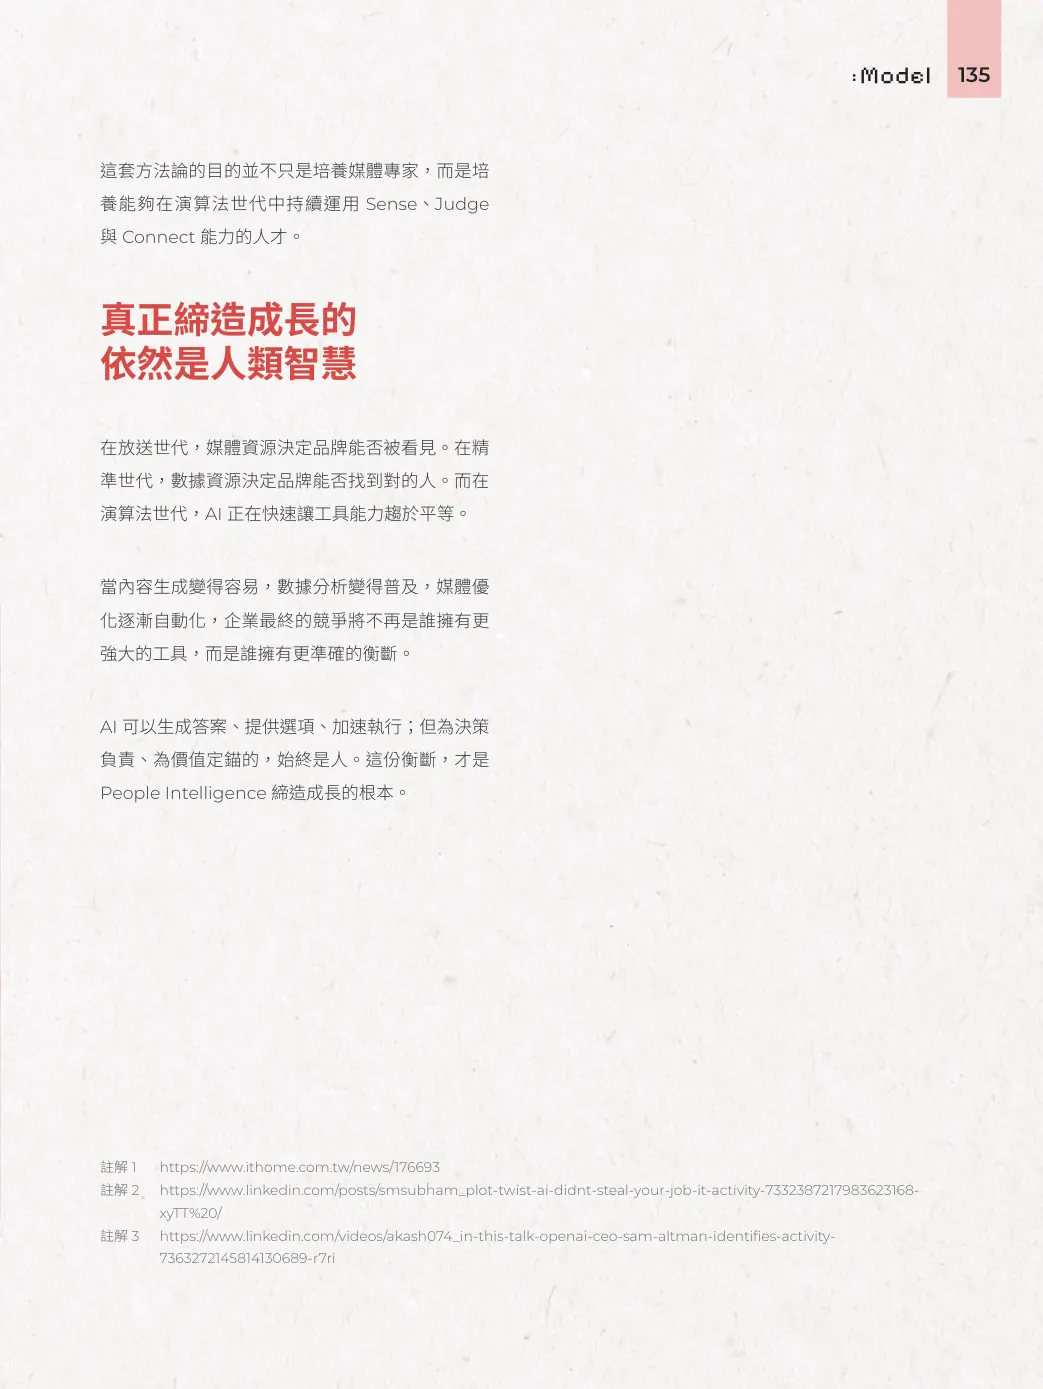 :Model 135
這套方法論的目的並不只是培養媒體專家，而是培
養能夠在演算法世代中持續運用 Sense、Judge
與 Connect 能力的人才。
真正締造成長的
依然是人類智慧
在放送世代，媒體資源決定品牌能否被看見。在精
準世代，數據資源決定品牌能否找到對的人。而在
演算法世代，AI 正在快速讓工具能力趨於平等。
當內容生成變得容易，數據分析變得普及，媒體優
化逐漸自動化，企業最終的競爭將不再是誰擁有更
強大的工具，而是誰擁有更準確的衡斷。
AI 可以生成答案、提供選項、加速執行；但為決策
負責、為價值定錨的，始終是人。這份衡斷，才是
People Intelligence 締造成長的根本。
註解 1 https://www.ithome.com.tw/news/176693
註解 2 https://www.linkedin.com/posts/smsubham_plot-twist-ai-didnt-steal-your-job-it-activity-7332387217983623168-
xyTT%20/
註解 3 https://www.linkedin.com/videos/akash074_in-this-talk-openai-ceo-sam-altman-identifies-activity-
7363272145814130689-r7ri